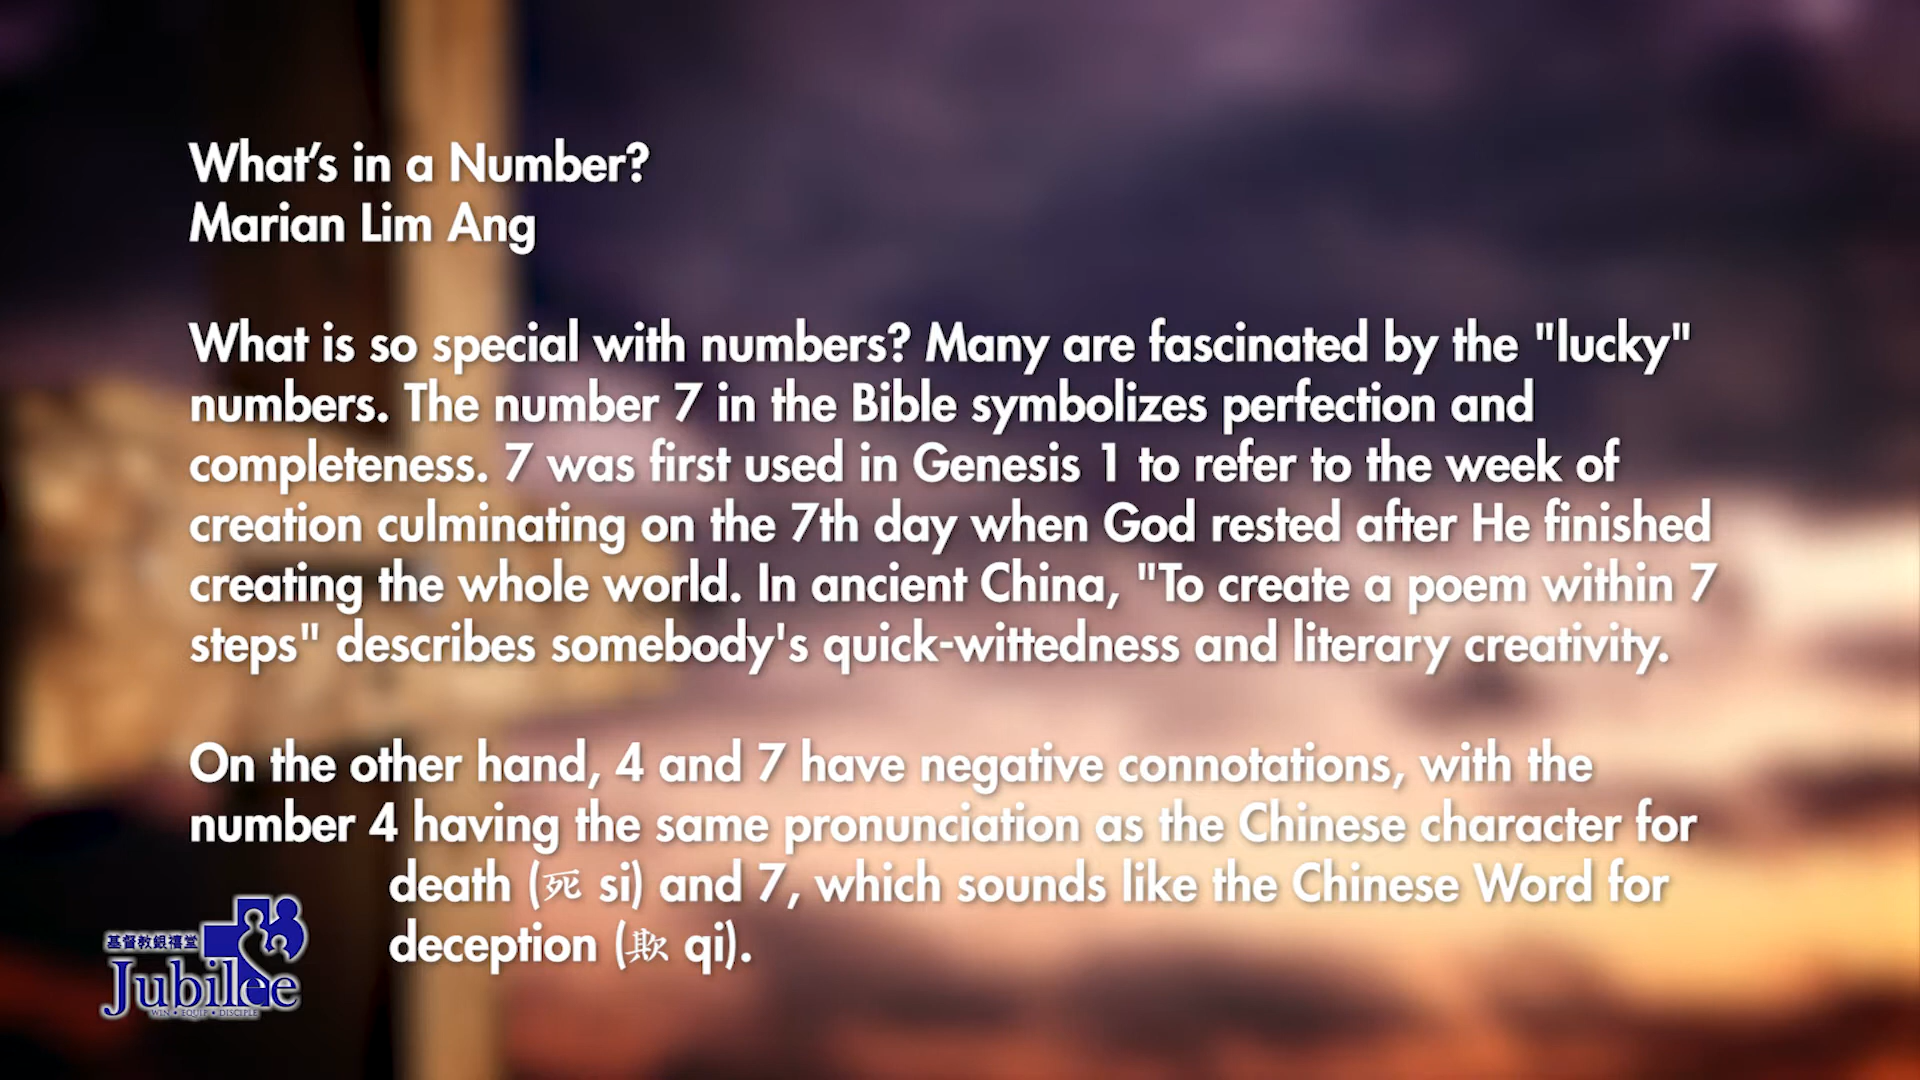 What’s in a Number?
Marian Lim Ang
What is so special with numbers? Many are fascinated by the "lucky"
numbers. The number 7 in the Bible symbolizes perfection and
completeness. 7 was first used in Genesis 1 to refer to the week of
creation culminating on the 7th day when God rested after He finished
creating the whole world. In ancient China, "To create a poem within 7
steps" describes somebody's quick-wittedness and literary creativity.
On the other hand, 4 and 7 have negative connotations, with the
number 4 having the same pronunciation as the Chinese character for
death (死 si) and 7, which sounds like the Chinese Word for
deception (欺 qi).
基督教銀禧堂
Jubilee
WIN • EQUIP • DISCIPLE